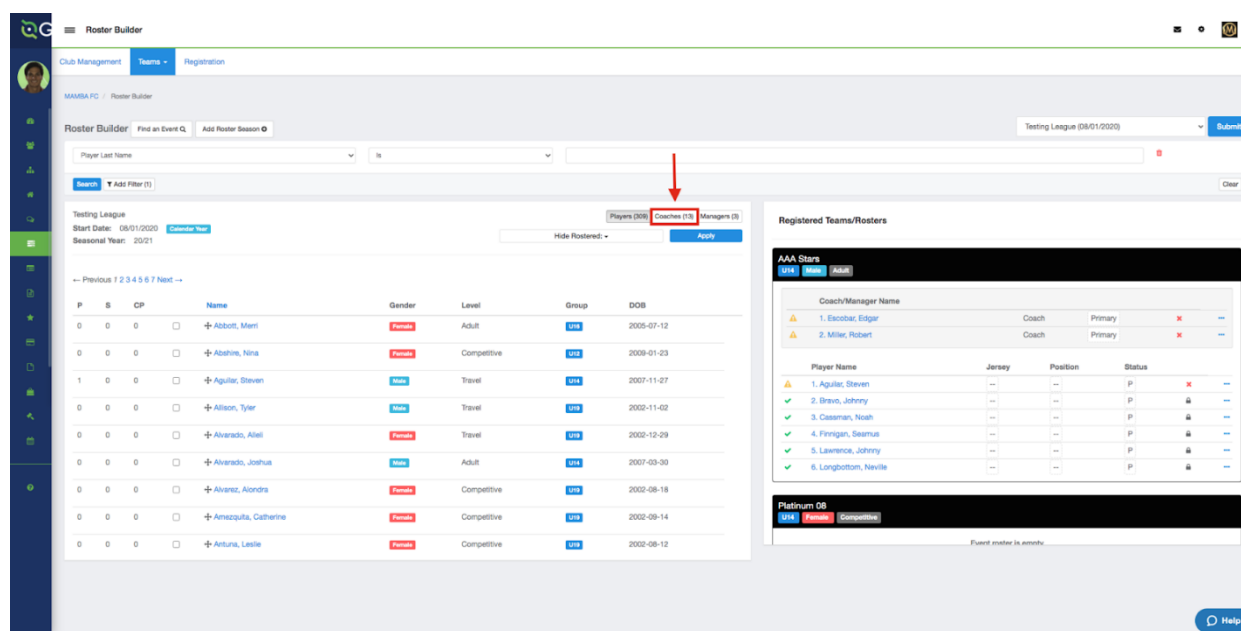 G Roster Builder
Club Management Teams Registration
MAMBA FC / Roster Builder
Roster Builder Find an Event Add Roster Season Testing League (08/01/2020) Submit
Player Last Name Is
Search Add Filter (1) Clear
Testing League Players (309) Coaches (13) Managers (3)
Start Date: 08/01/2020 Calendar Year
Seasonal Year: 20/21 Hide Rostered: Apply
← Previous 1 2 3 4 5 6 7 Next →
P S CP Name Gender Level Group DOB
0 0 0 Abbott, Merri Female Adult U16 2005-07-12
0 0 0 Abshire, Nina Female Competitive U12 2009-01-23
1 0 0 Aguilar, Steven Male Travel U14 2007-11-27
0 0 0 Allison, Tyler Male Travel U19 2002-11-02
0 0 0 Alvarado, Alleli Female Travel U19 2002-12-29
0 0 0 Alvarado, Joshua Male Adult U14 2007-03-30
0 0 0 Alvarez, Alondra Female Competitive U19 2002-08-18
0 0 0 Amezquita, Catherine Female Competitive U19 2002-09-14
0 0 0 Antuna, Leslie Female Competitive U19 2002-08-12
Registered Teams/Rosters
AAA Stars
U14 Male Adult
Coach/Manager Name
1. Escobar, Edgar Coach Primary
2. Miller, Robert Coach Primary
Player Name Jersey Position Status
1. Aguilar, Steven -- -- P
2. Bravo, Johnny -- -- P
3. Cassman, Noah -- -- P
4. Finnigan, Seamus -- -- P
5. Lawrence, Johnny -- -- P
6. Longbottom, Neville -- -- P
Platinum 08
U14 Female Competitive
Event roster is empty
Help